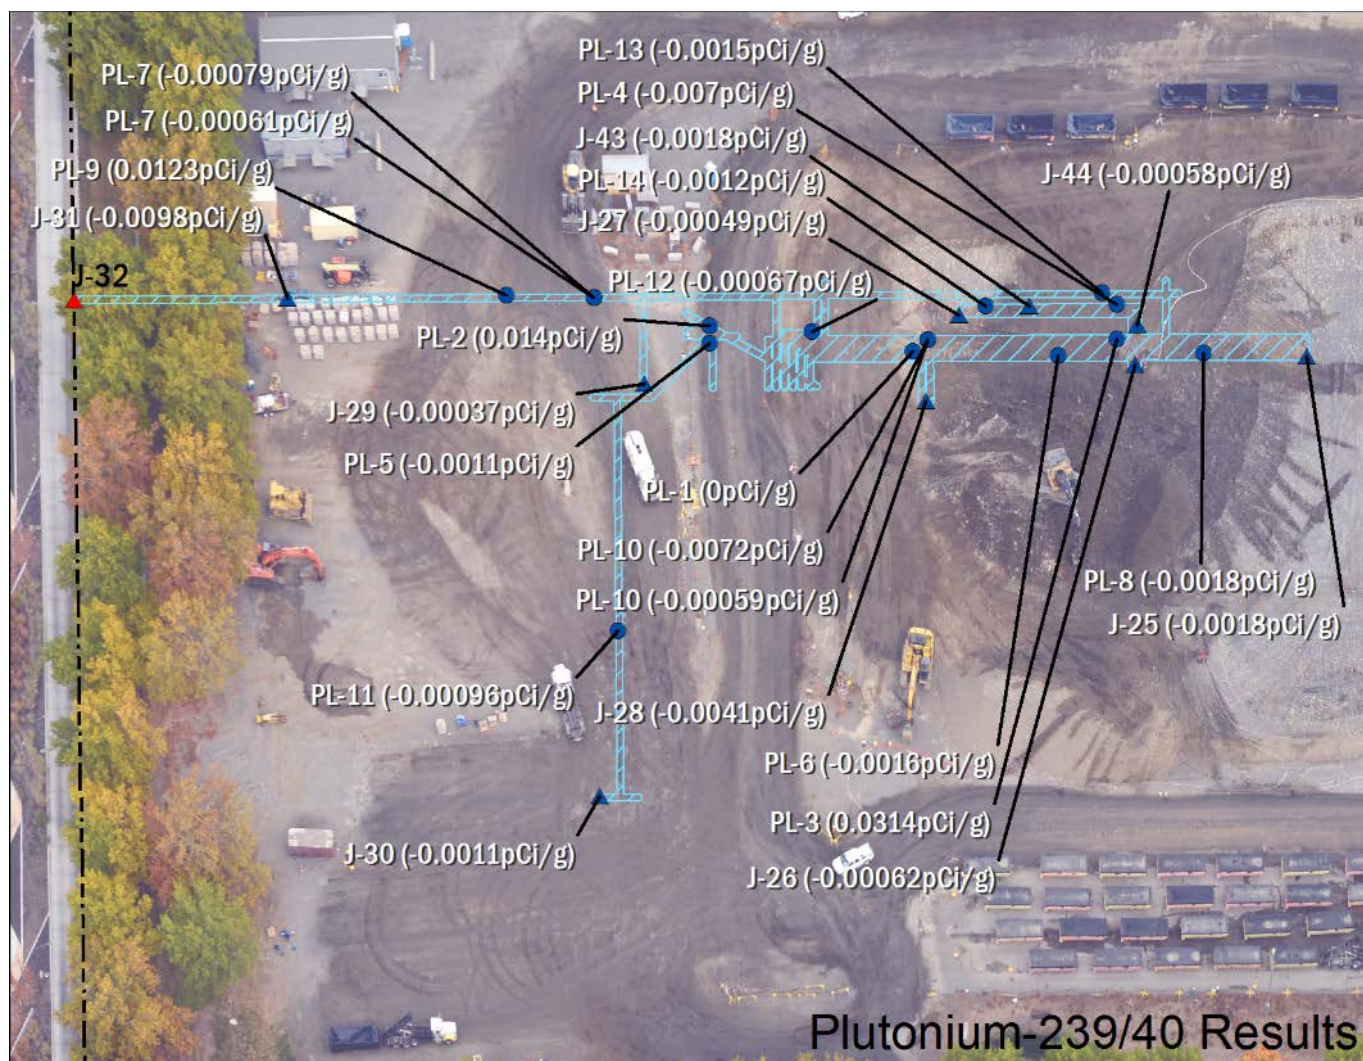 PL-13 (-0.0015pCi/g)
PL-7 (-0.00079pCi/g)
PL-4 (-0.007pCi/g)
PL-7 (-0.00061pCi/g)
J-43 (-0.0018pCi/g)
PL-9 (0.0123pCi/g)
PL-14 (-0.0012pCi/g)
J-44 (-0.00058pCi/g)
J-31 (-0.0098pCi/g)
J-27 (-0.00049pCi/g)
J-32
PL-12 (-0.00067pCi/g)
PL-2 (0.014pCi/g)
J-29 (-0.00037pCi/g)
PL-5 (-0.0011pCi/g)
PL-1 (0pCi/g)
PL-10 (-0.0072pCi/g)
PL-10 (-0.00059pCi/g)
PL-8 (-0.0018pCi/g)
J-25 (-0.0018pCi/g)
PL-11 (-0.00096pCi/g)
J-28 (-0.0041pCi/g)
PL-6 (-0.0016pCi/g)
PL-3 (0.0314pCi/g)
J-30 (-0.0011pCi/g)
J-26 (-0.00062pCi/g)
Plutonium-239/40 Results